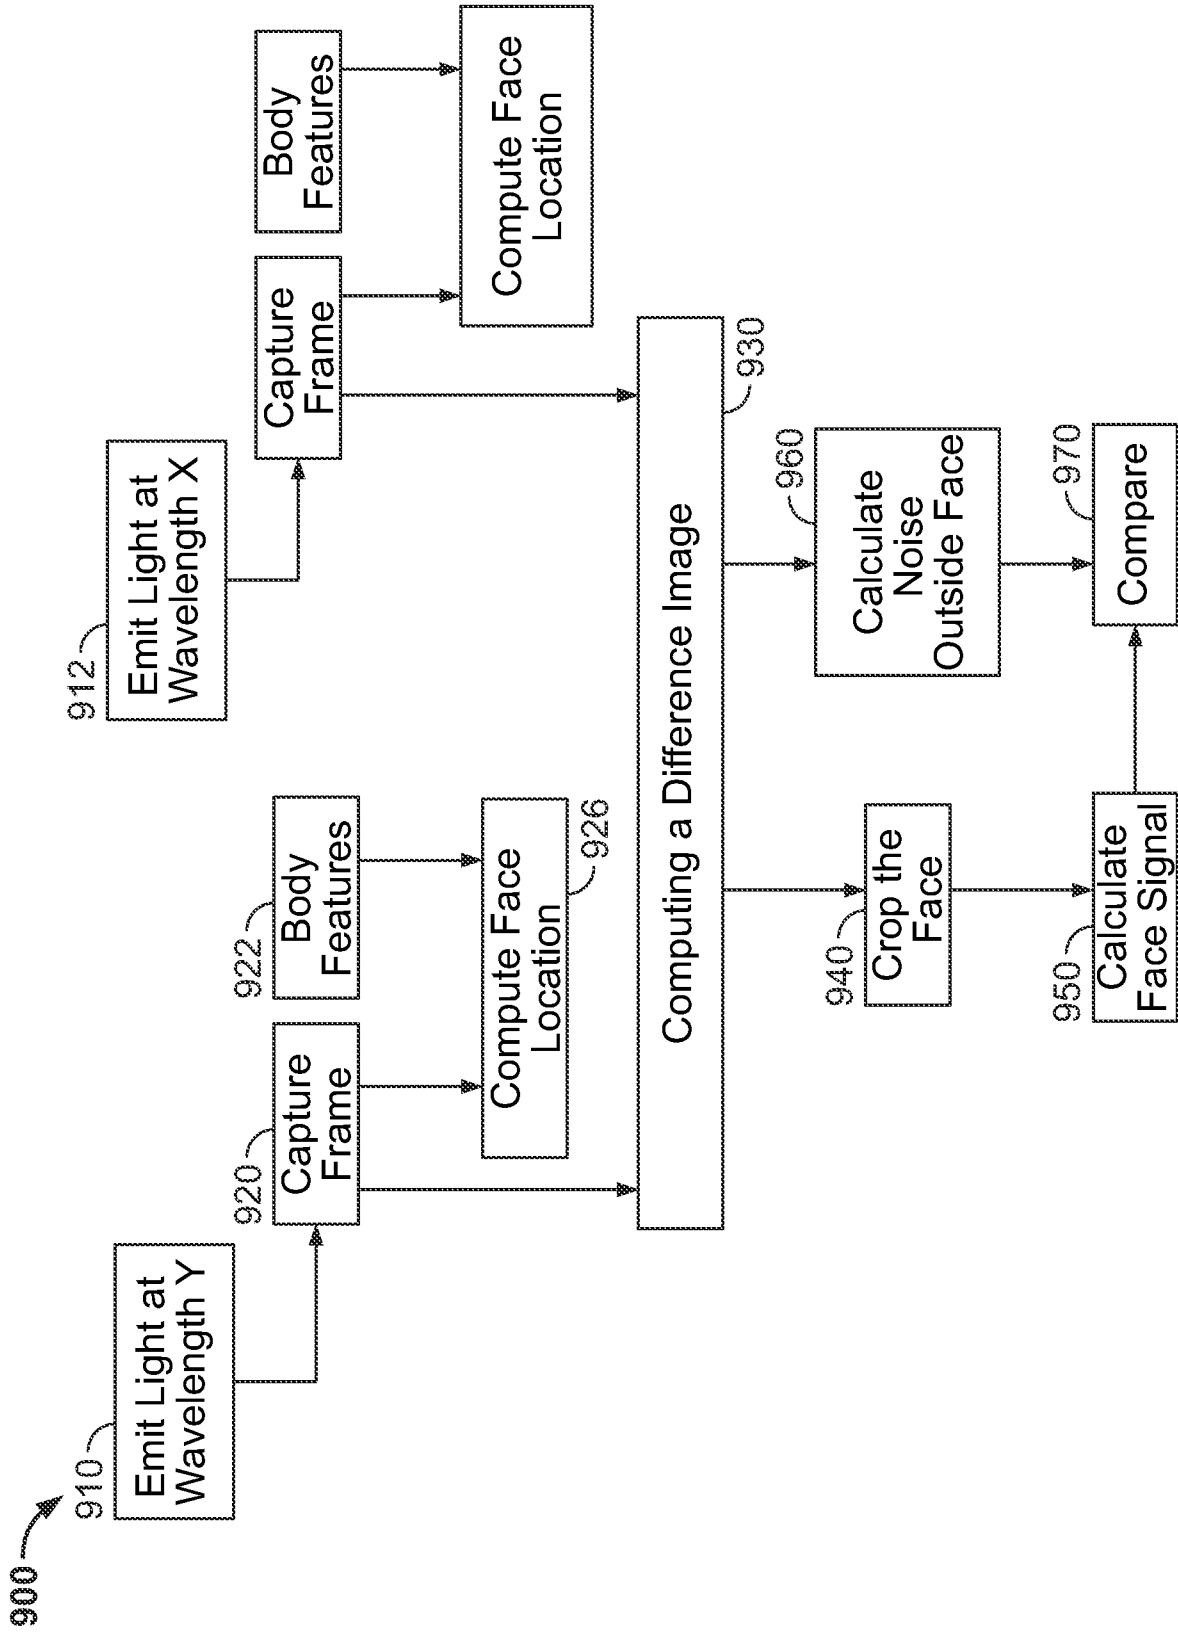 900
910
Emit Light at
Wavelength Y
912
Emit Light at
Wavelength X
920
Capture
Frame
922
Body
Features
Capture
Frame
Body
Features
Compute Face
Location
926
Compute Face
Location
Computing a Difference Image
930
940
Crop the
Face
960
Calculate
Noise
Outside Face
950
Calculate
Face Signal
970
Compare